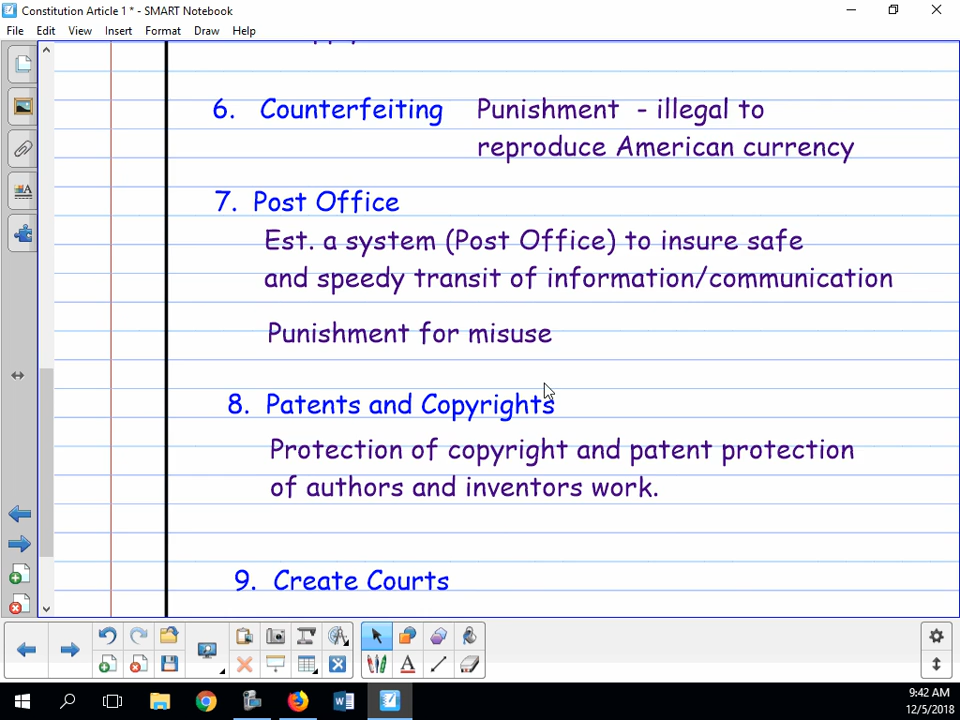 Constitution Article 1 * - SMART Notebook
File Edit View Insert Format Draw Help
6. Counterfeiting Punishment - illegal to
reproduce American currency
7. Post Office
Est. a system (Post Office) to insure safe
and speedy transit of information/communication
Punishment for misuse
8. Patents and Copyrights
Protection of copyright and patent protection
of authors and inventors work.
9. Create Courts
9:42 AM
12/5/2018